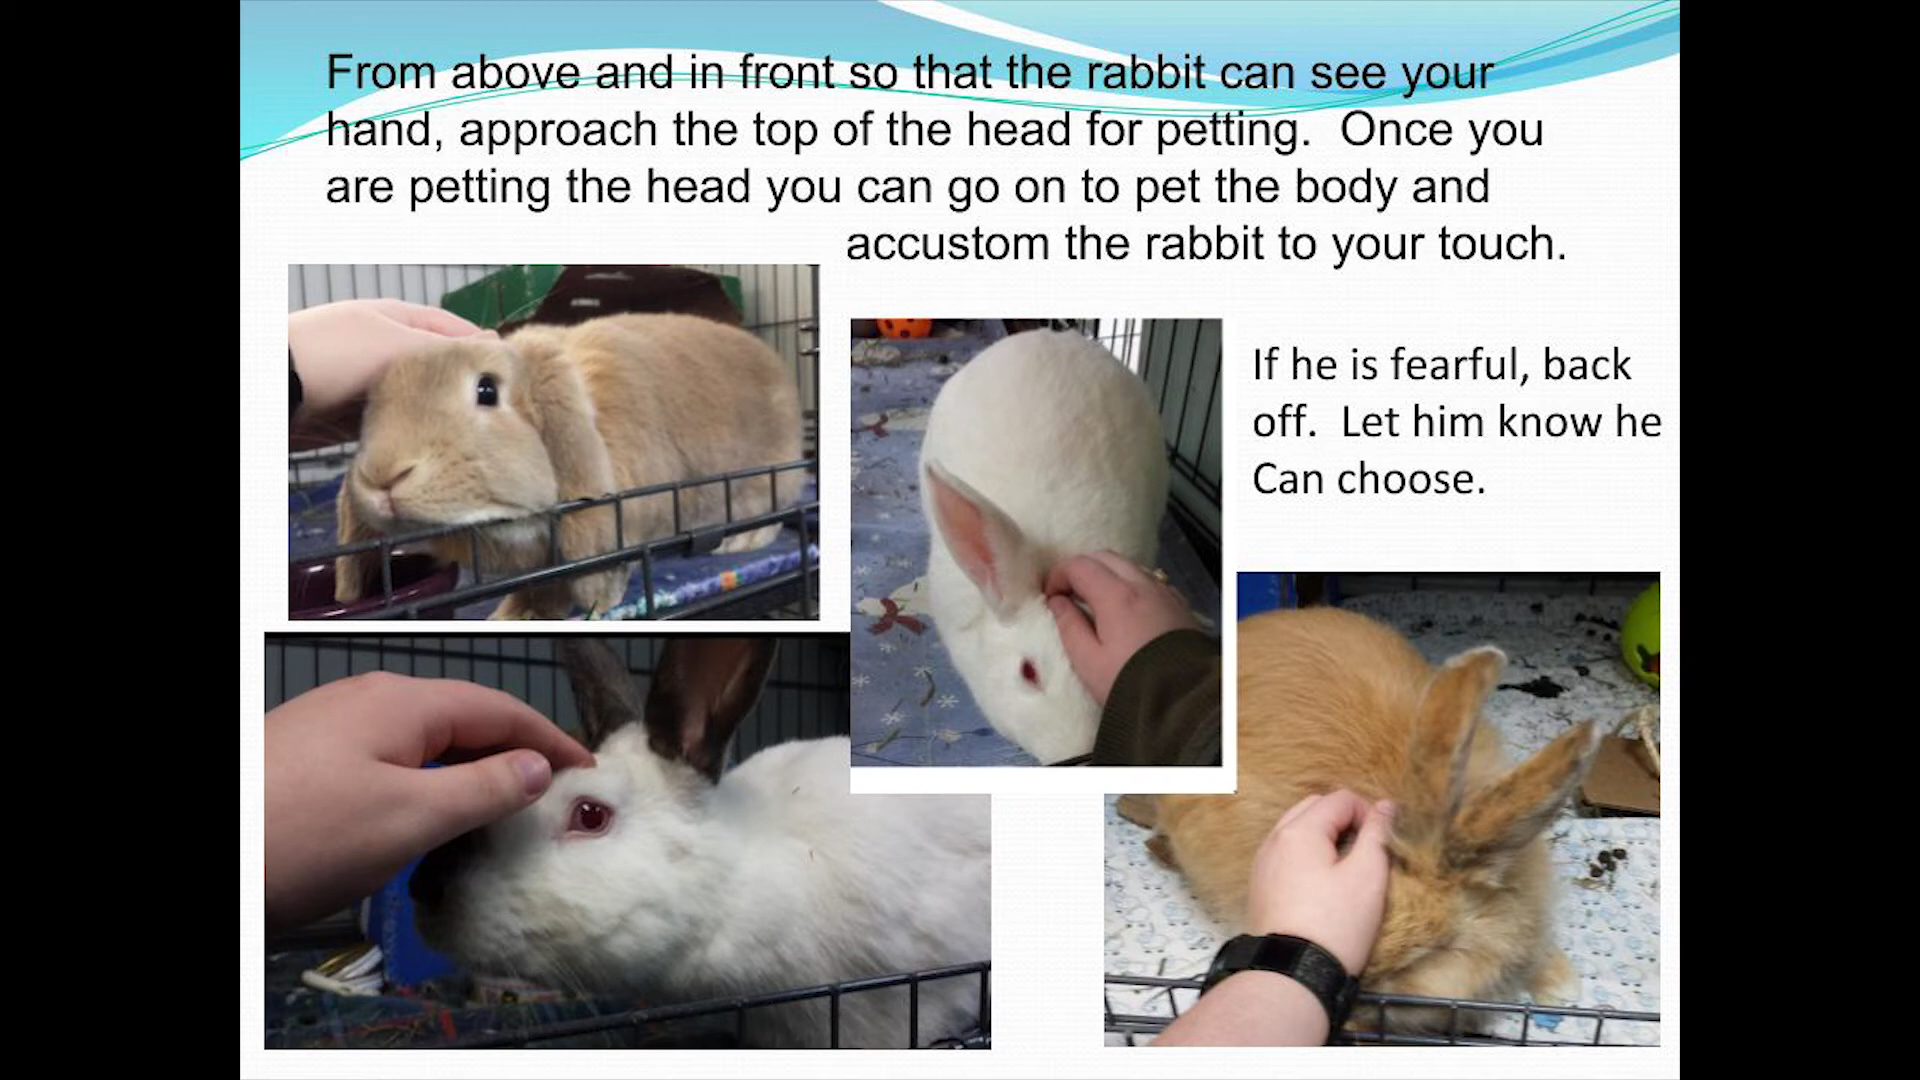 From above and in front so that the rabbit can see your
hand, approach the top of the head for petting.  Once you
are petting the head you can go on to pet the body and
accustom the rabbit to your touch.
If he is fearful, back
off.  Let him know he
Can choose.